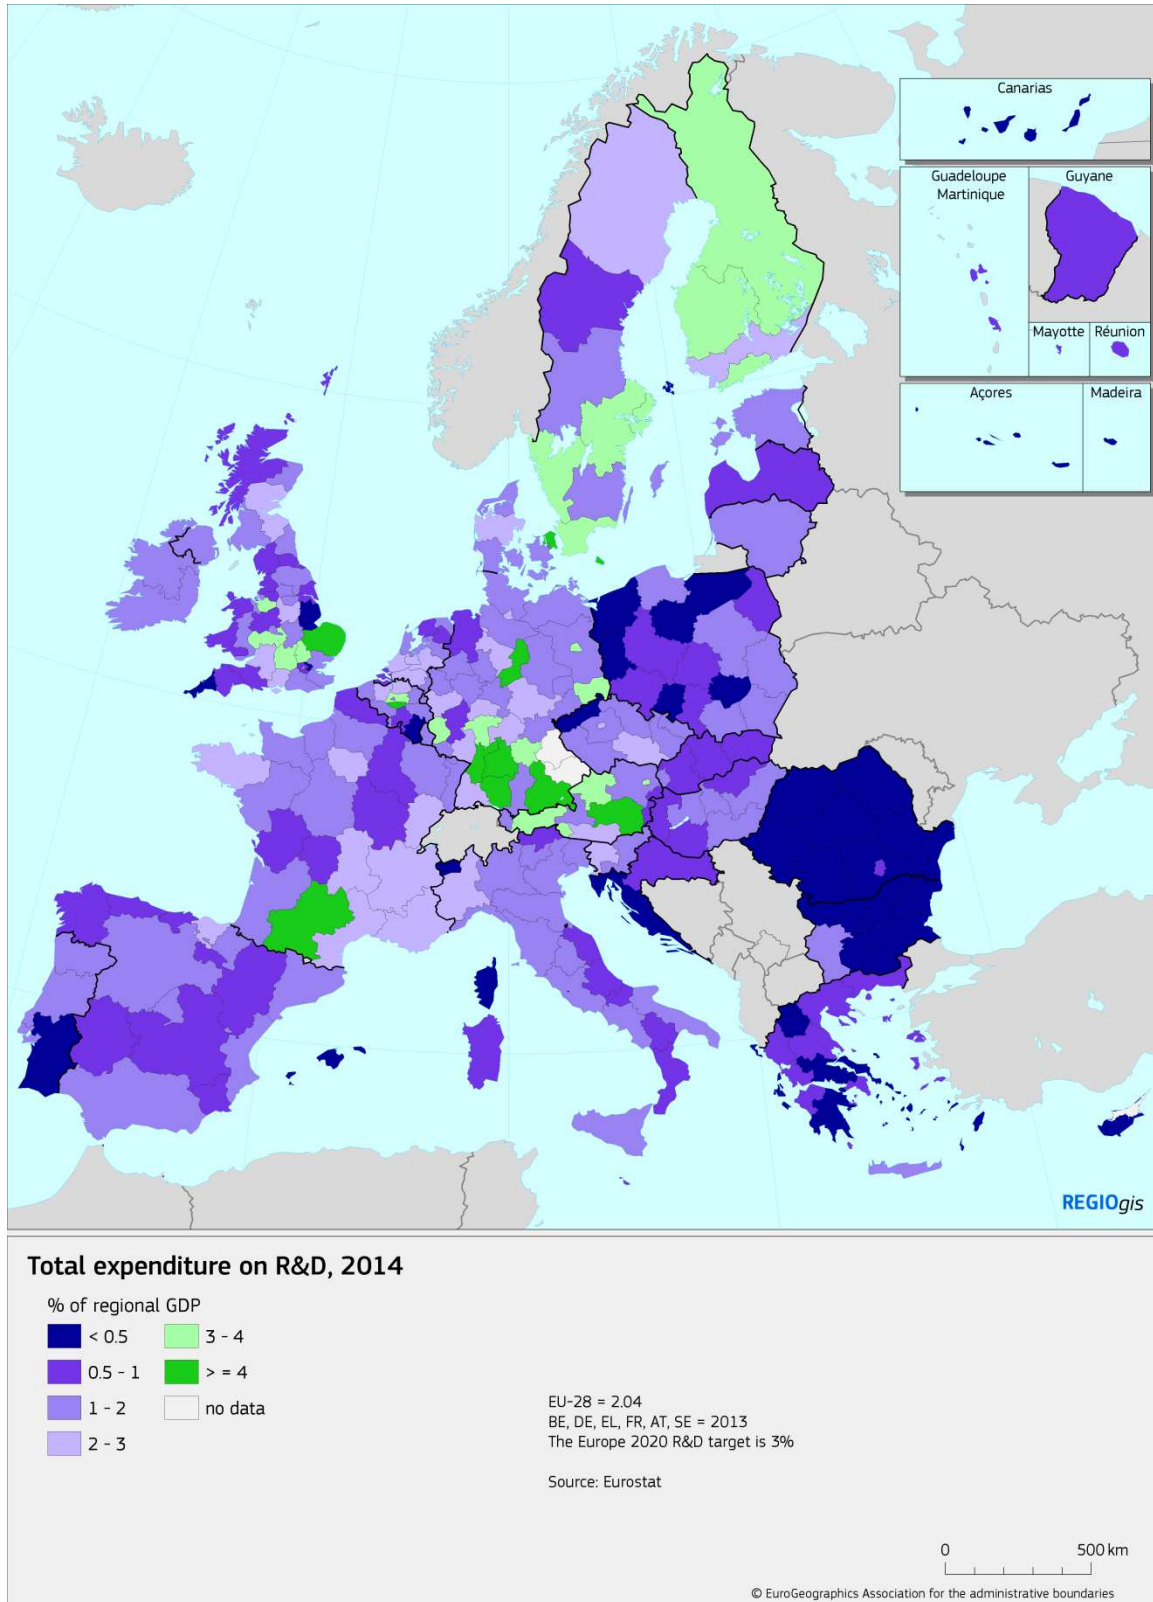 Canarias
Guadeloupe
Martinique
Guyane
Mayotte
Réunion
Açores
Madeira
REGIOgis
Total expenditure on R&D, 2014
% of regional GDP
< 0.5
0.5 - 1
1 - 2
2 - 3
3 - 4
> = 4
no data
EU-28 = 2.04
BE, DE, EL, FR, AT, SE = 2013
The Europe 2020 R&D target is 3%
Source: Eurostat
0 500 km
© EuroGeographics Association for the administrative boundaries